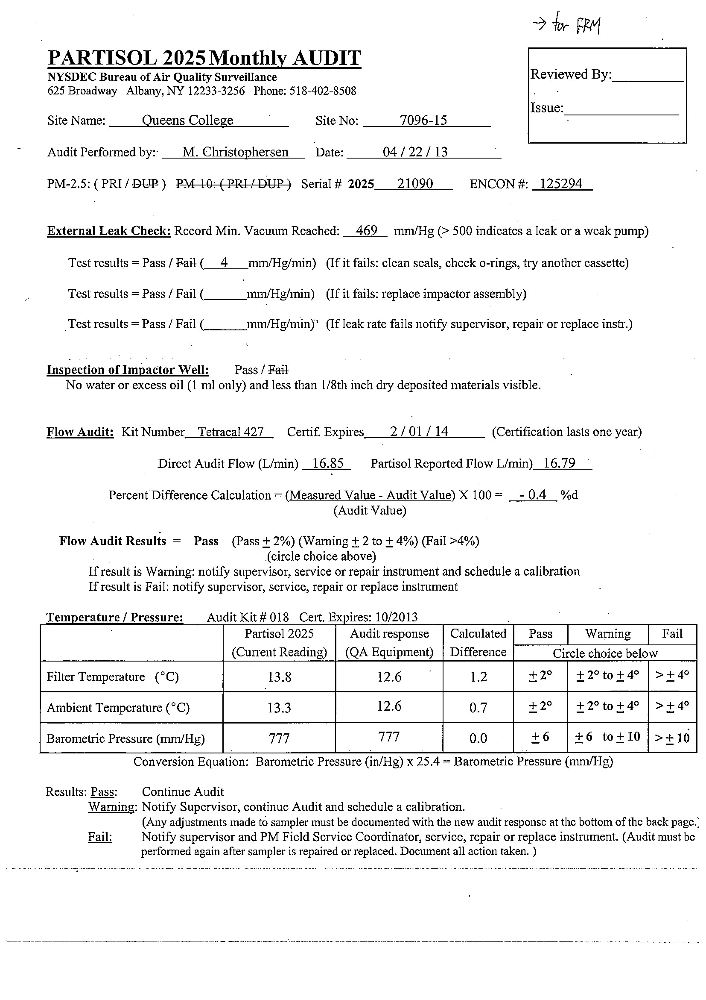 → for FRM
PARTISOL 2025 Monthly AUDIT
NYSDEC Bureau of Air Quality Surveillance
625 Broadway Albany, NY 12233-3256 Phone: 518-402-8508
Reviewed By:
Issue:
Site Name: Queens College Site No: 7096-15
Audit Performed by: M. Christophersen Date: 04 / 22 / 13
PM-2.5: ( PRI / DUP ) PM-10: ( PRI / DUP ) Serial # 2025 21090 ENCON #: 125294
External Leak Check: Record Min. Vacuum Reached: 469 mm/Hg (> 500 indicates a leak or a weak pump)
Test results = Pass / Fail ( 4 mm/Hg/min) (If it fails: clean seals, check o-rings, try another cassette)
Test results = Pass / Fail (______mm/Hg/min) (If it fails: replace impactor assembly)
Test results = Pass / Fail (______mm/Hg/min) (If leak rate fails notify supervisor, repair or replace instr.)
Inspection of Impactor Well: Pass / Fail
No water or excess oil (1 ml only) and less than 1/8th inch dry deposited materials visible.
Flow Audit: Kit Number Tetracal 427 Certif. Expires 2 / 01 / 14 (Certification lasts one year)
Direct Audit Flow (L/min) 16.85 Partisol Reported Flow L/min) 16.79
Percent Difference Calculation = (Measured Value - Audit Value) X 100 = - 0.4 %d
(Audit Value)
Flow Audit Results = Pass (Pass ± 2%) (Warning ± 2 to ± 4%) (Fail >4%)
(circle choice above)
If result is Warning: notify supervisor, service or repair instrument and schedule a calibration
If result is Fail: notify supervisor, service, repair or replace instrument
Temperature / Pressure: Audit Kit # 018 Cert. Expires: 10/2013
Partisol 2025 Audit response Calculated Pass Warning Fail
(Current Reading) (QA Equipment) Difference Circle choice below
Filter Temperature (°C) 13.8 12.6 1.2 ± 2° ± 2° to ± 4° > ± 4°
Ambient Temperature (°C) 13.3 12.6 0.7 ± 2° ± 2° to ± 4° > ± 4°
Barometric Pressure (mm/Hg) 777 777 0.0 ± 6 ± 6 to ± 10 > ± 10
Conversion Equation: Barometric Pressure (in/Hg) x 25.4 = Barometric Pressure (mm/Hg)
Results: Pass: Continue Audit
Warning: Notify Supervisor, continue Audit and schedule a calibration.
(Any adjustments made to sampler must be documented with the new audit response at the bottom of the back page.)
Fail: Notify supervisor and PM Field Service Coordinator, service, repair or replace instrument. (Audit must be
performed again after sampler is repaired or replaced. Document all action taken. )